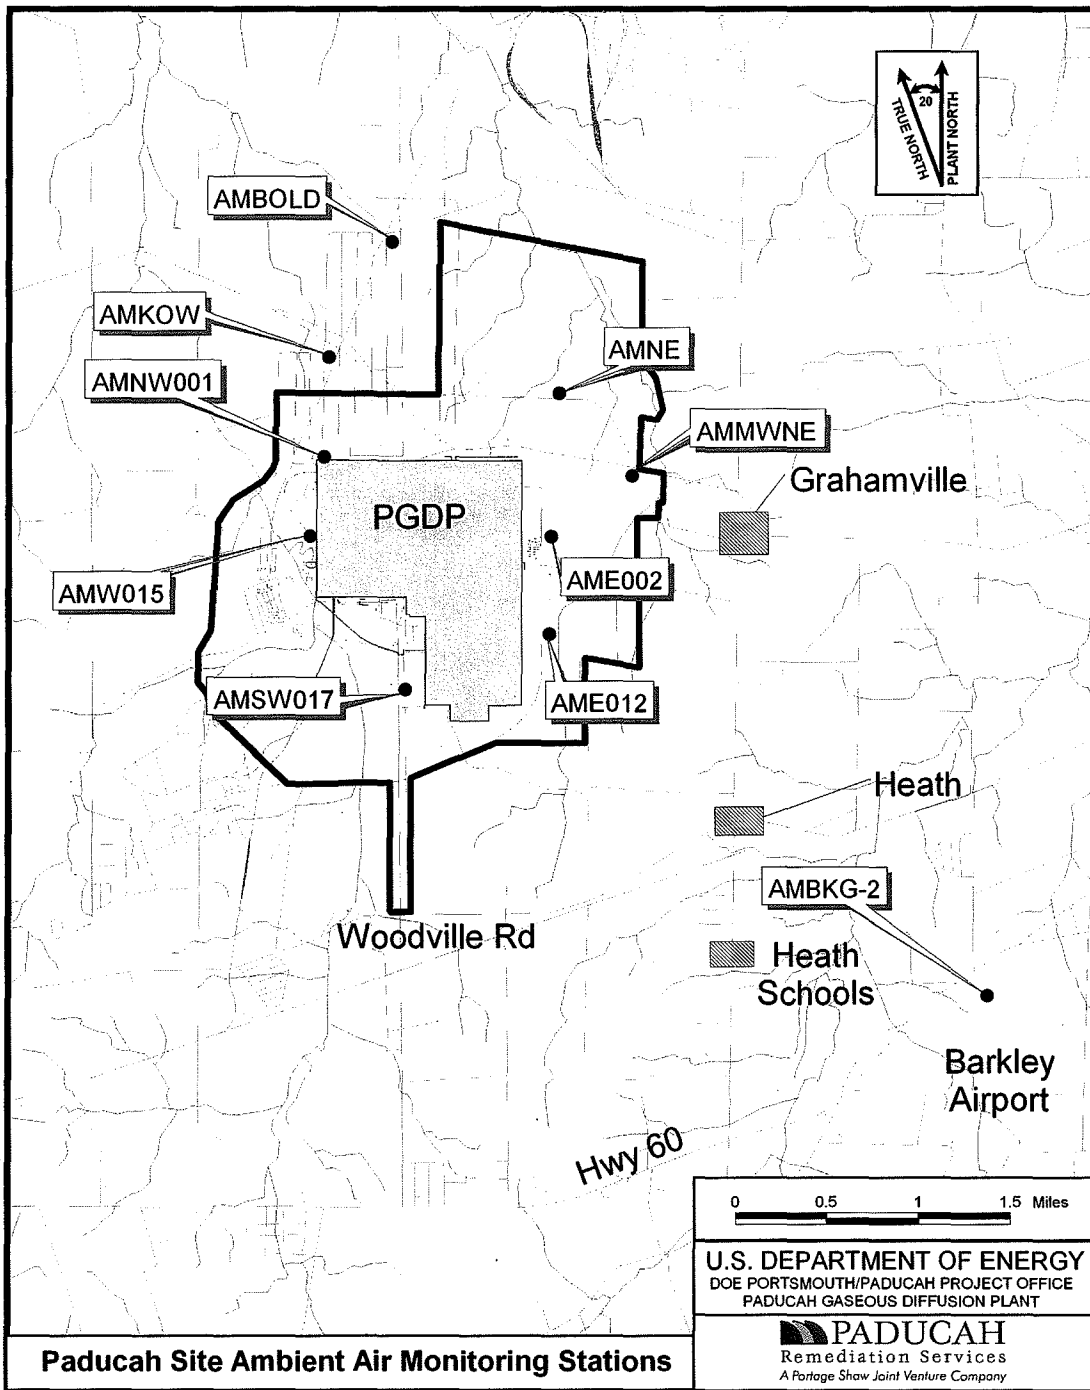 20
TRUE NORTH
PLANT NORTH
AMBOLD
AMKOW
AMNE
AMNW001
AMMWNE
Grahamville
PGDP
AMW015
AME002
AMSW017
AME012
Heath
AMBKG-2
Woodville Rd
Heath
Schools
Barkley
Airport
Hwy 60
0 0.5 1 1.5 Miles
U.S. DEPARTMENT OF ENERGY
DOE PORTSMOUTH/PADUCAH PROJECT OFFICE
PADUCAH GASEOUS DIFFUSION PLANT
PADUCAH
Remediation Services
A Portage Shaw Joint Venture Company
Paducah Site Ambient Air Monitoring Stations